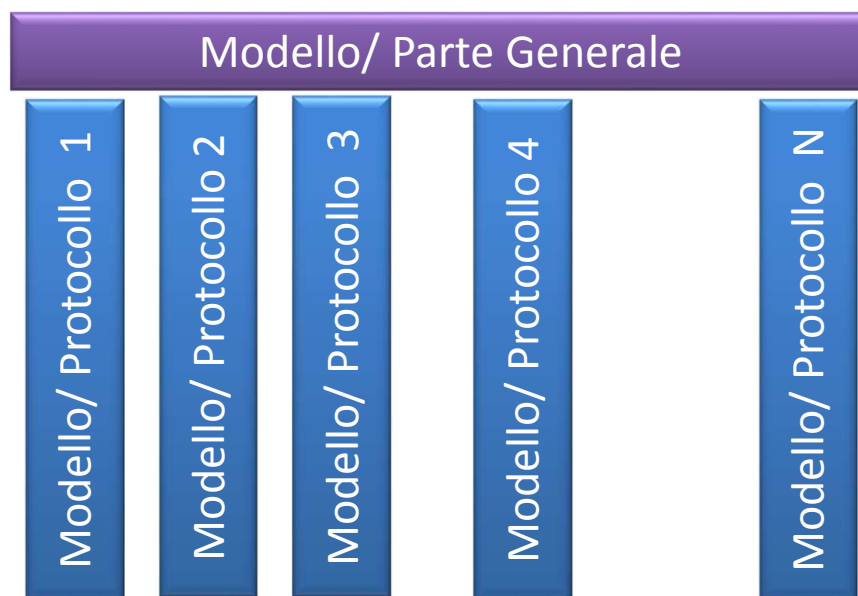 Modello/ Parte Generale
Modello/ Protocollo 1
Modello/ Protocollo 2
Modello/ Protocollo 3
Modello/ Protocollo 4
Modello/ Protocollo N